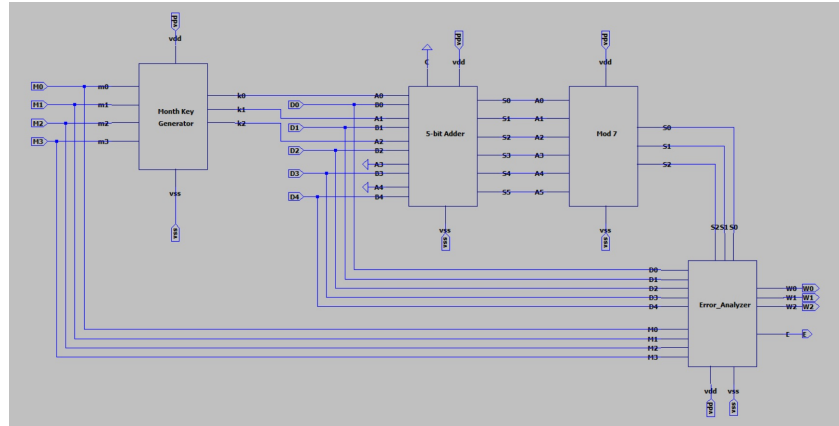 vdd
vdd
vdd
vdd
vdd
vdd
C
M0 m0
M1 m1
M2 m2
M3 m3
Month Key
Generator
k0 A0
k1 A1
k2 A2
D0 B0
D1 B1
D2 B2
A3
D3 B3
A4
D4 B4
5-bit Adder
S0 A0
S1 A1
S2 A2
S3 A3
S4 A4
S5 A5
Mod 7
S0
S1
S2
vss
vss
vss
vss
vss
vss
S2 S1 S0
D0
D1
D2
D3
D4
M0
M1
M2
M3
Error_Analyzer
W0 W0
W1 W1
W2 W2
E E
vdd vss
vdd vss